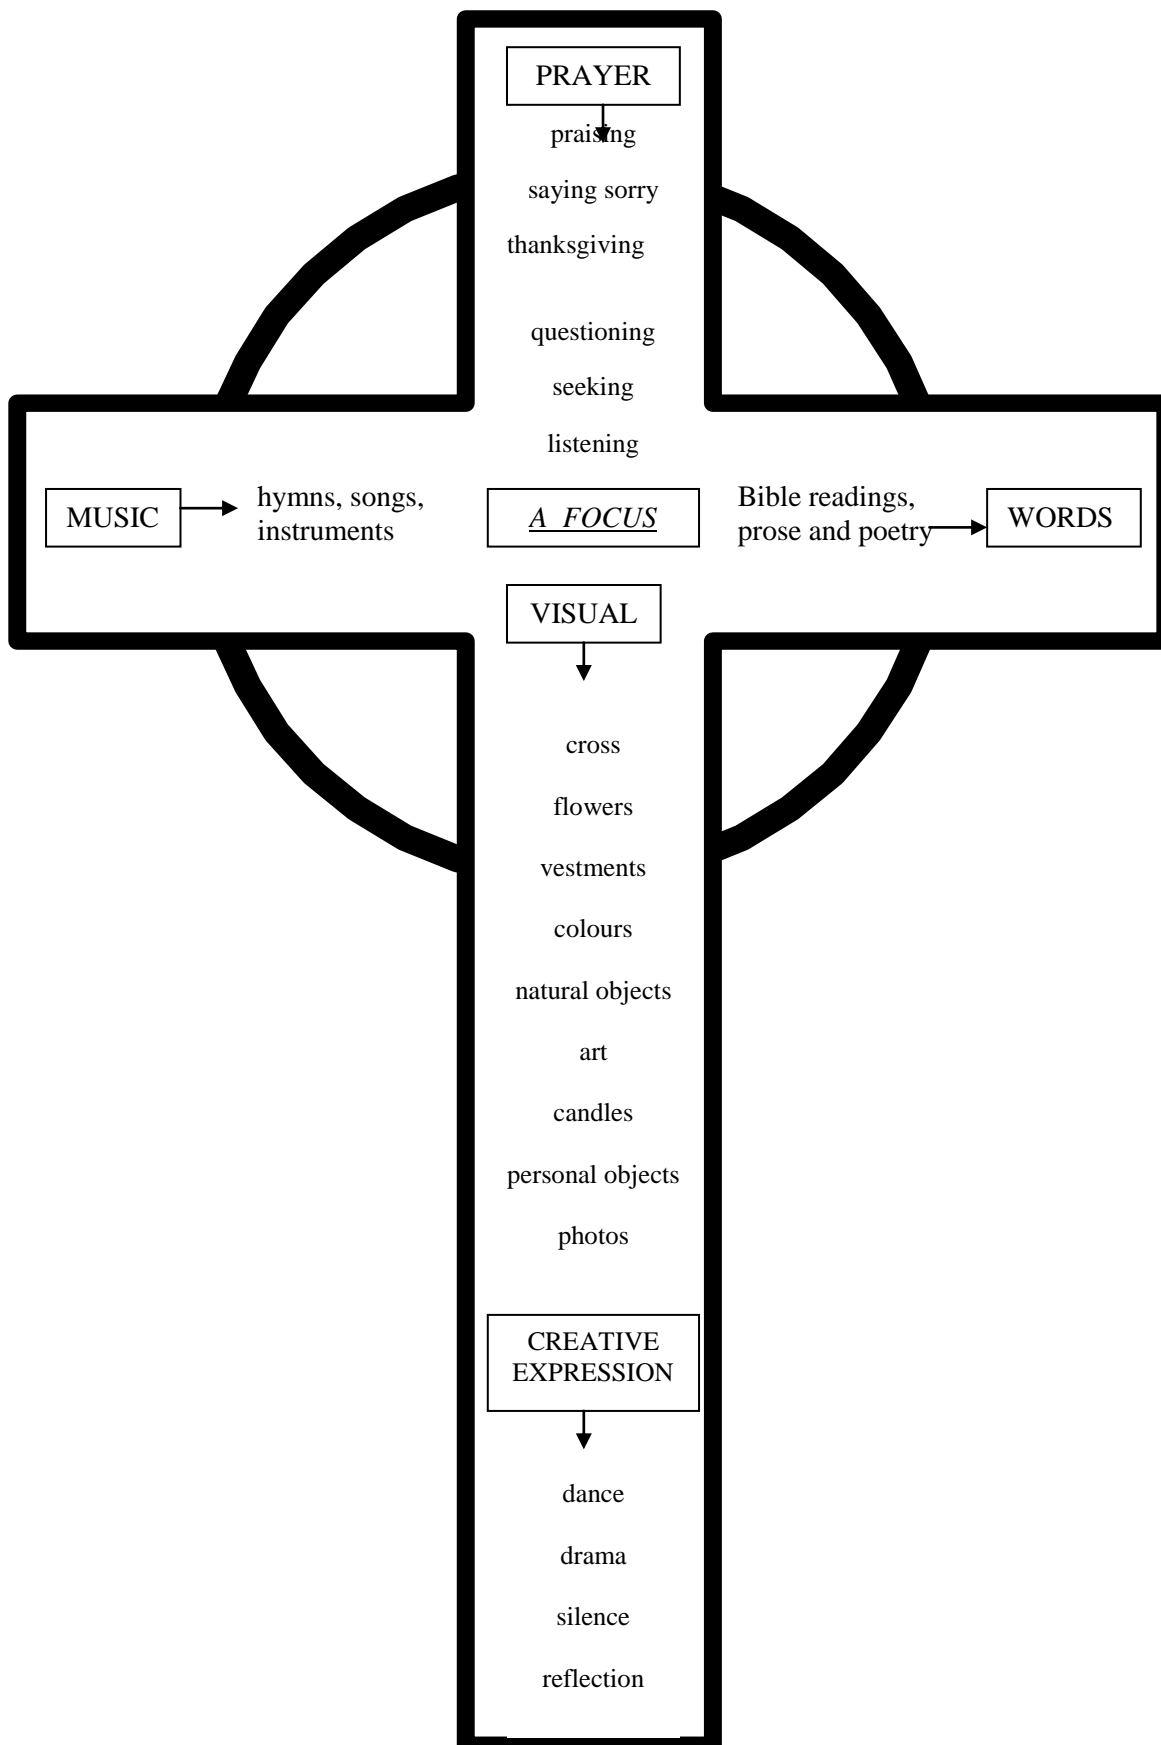 PRAYER
praising
saying sorry
thanksgiving
questioning
seeking
listening
MUSIC
hymns, songs,
instruments
A FOCUS
Bible readings,
prose and poetry
WORDS
VISUAL
cross
flowers
vestments
colours
natural objects
art
candles
personal objects
photos
CREATIVE
EXPRESSION
dance
drama
silence
reflection